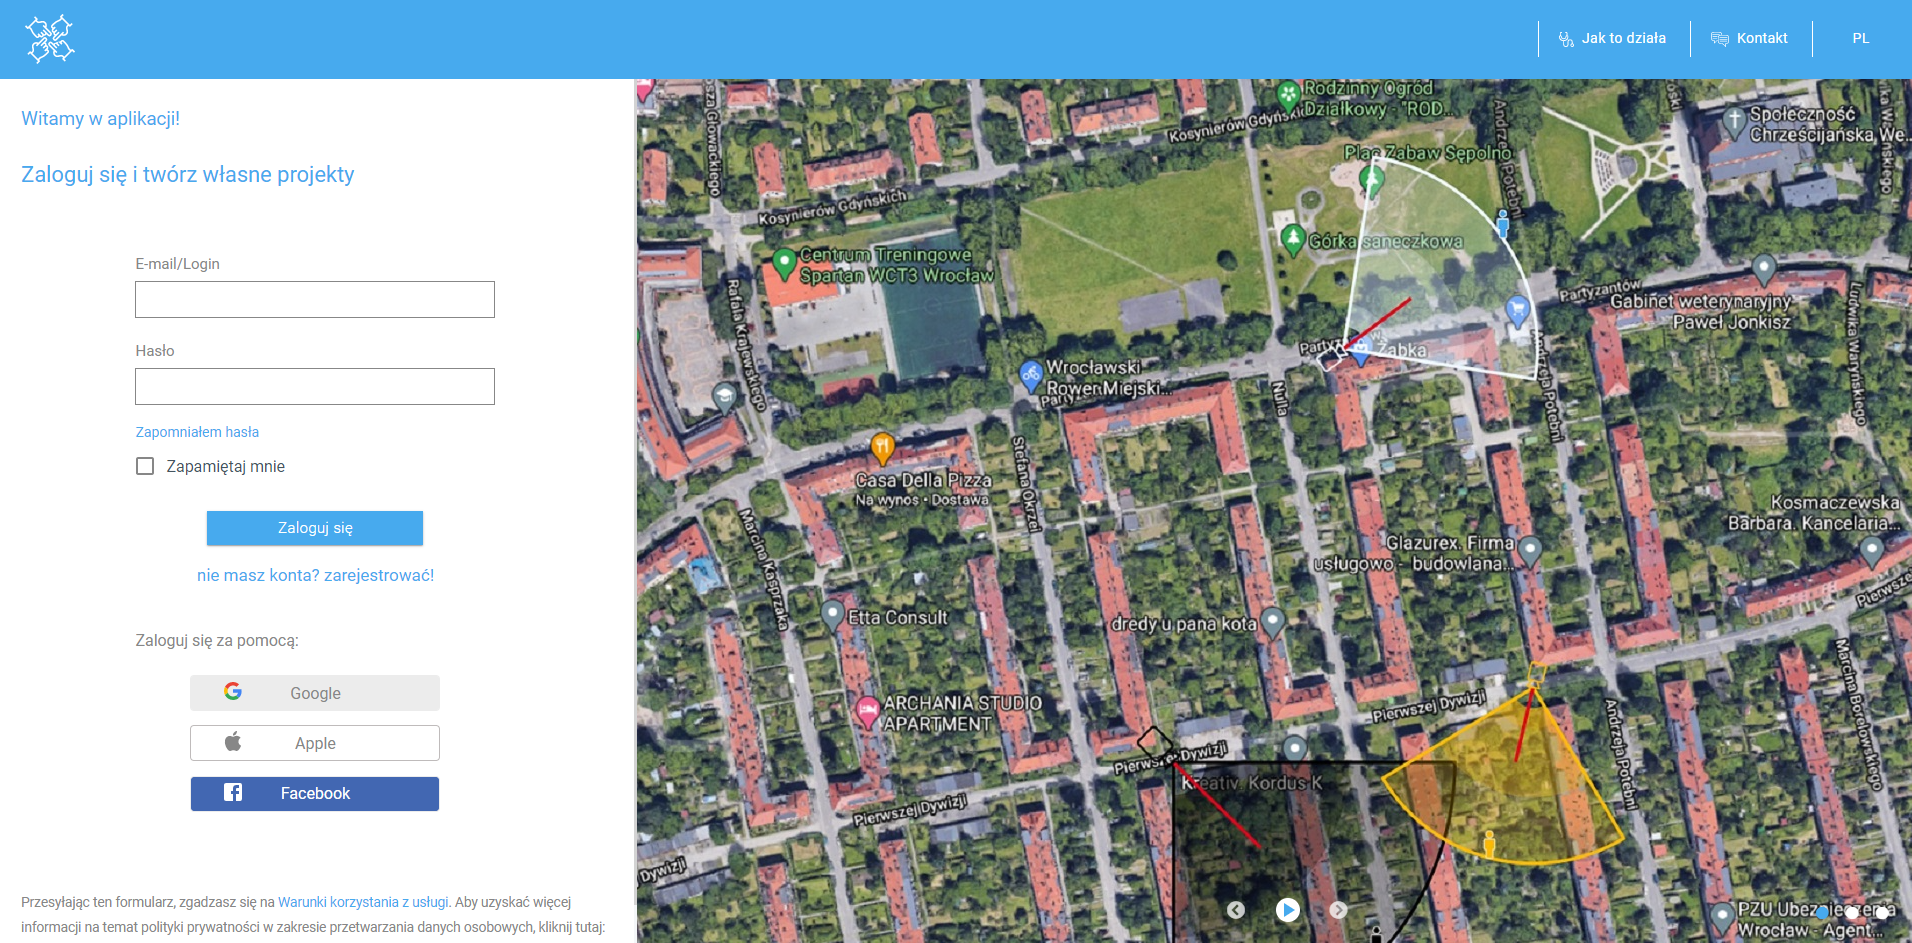 Jak to działa
Kontakt
PL
Witamy w aplikacji!
Zaloguj się i twórz własne projekty
E-mail/Login
Hasło
Zapomniałem hasła
Zapamiętaj mnie
Zaloguj się
nie masz konta? zarejestrować!
Zaloguj się za pomocą:
Google
Apple
Facebook
Przesyłając ten formularz, zgadzasz się na Warunki korzystania z usługi. Aby uzyskać więcej
informacji na temat polityki prywatności w zakresie przetwarzania danych osobowych, kliknij tutaj:
Rodzinny Ogród
Działkowy - "ROD...
Kosynierów Gdyński
Społeczność
Chrześcijańska We...
Plac Zabaw Sępolno
Andrzeja Potebni
Głowackiego
Kosynierów Gdyńskich
Górka saneczkowa
Centrum Treningowe
Spartan WCT3 Wrocław
Rafała Krajewskiego
Partyzantów
Gabinet weterynaryjny
Paweł Jonkisz
Ludwika Waryńskiego
Żabka
Wrocławski
Rower Miejski...
Nulla
Andrzeja Potebni
Casa Della Pizza
Na wynos • Dostawa
Stefana Okrzei
Kosmaczewska
Barbara. Kancelaria...
Marcina Kasprzaka
Glazurex. Firma
usługowo - budowlana...
Pierwszej
Etta Consult
dredy u pana kota
ARCHANIA STUDIO
APARTMENT
Pierwszej Dywizji
Andrzeja Potebni
Marcina Borelowskiego
Pierwszej Dywizji
Kreativ. Kordus K
Pierwszej Dywizji
Dywizji
PZU Ubezpieczenia
Wrocław - Agent...